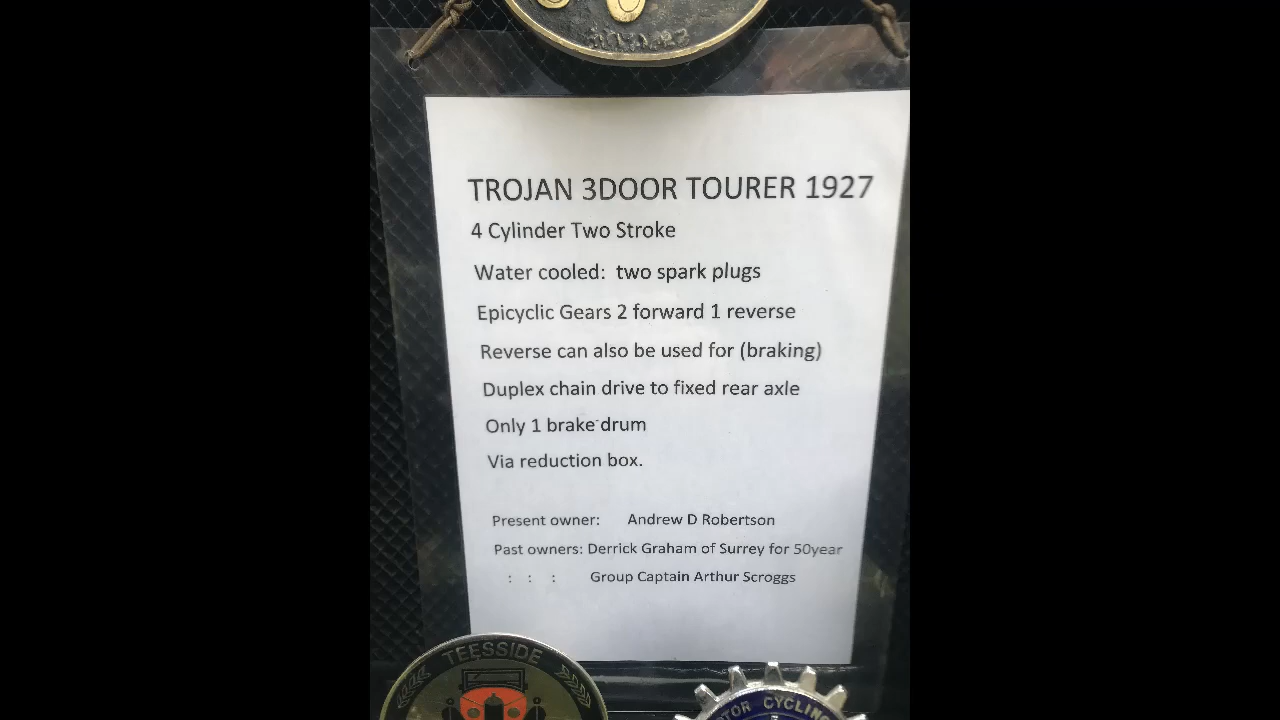 TROJAN 3DOOR TOURER 1927
4 Cylinder Two Stroke
Water cooled: two spark plugs
Epicyclic Gears 2 forward 1 reverse
Reverse can also be used for (braking)
Duplex chain drive to fixed rear axle
Only 1 brake drum
Via reduction box.
Present owner: Andrew D Robertson
Past owners: Derrick Graham of Surrey for 50year
: : : Group Captain Arthur Scroggs
TEESSIDE
CYCLING